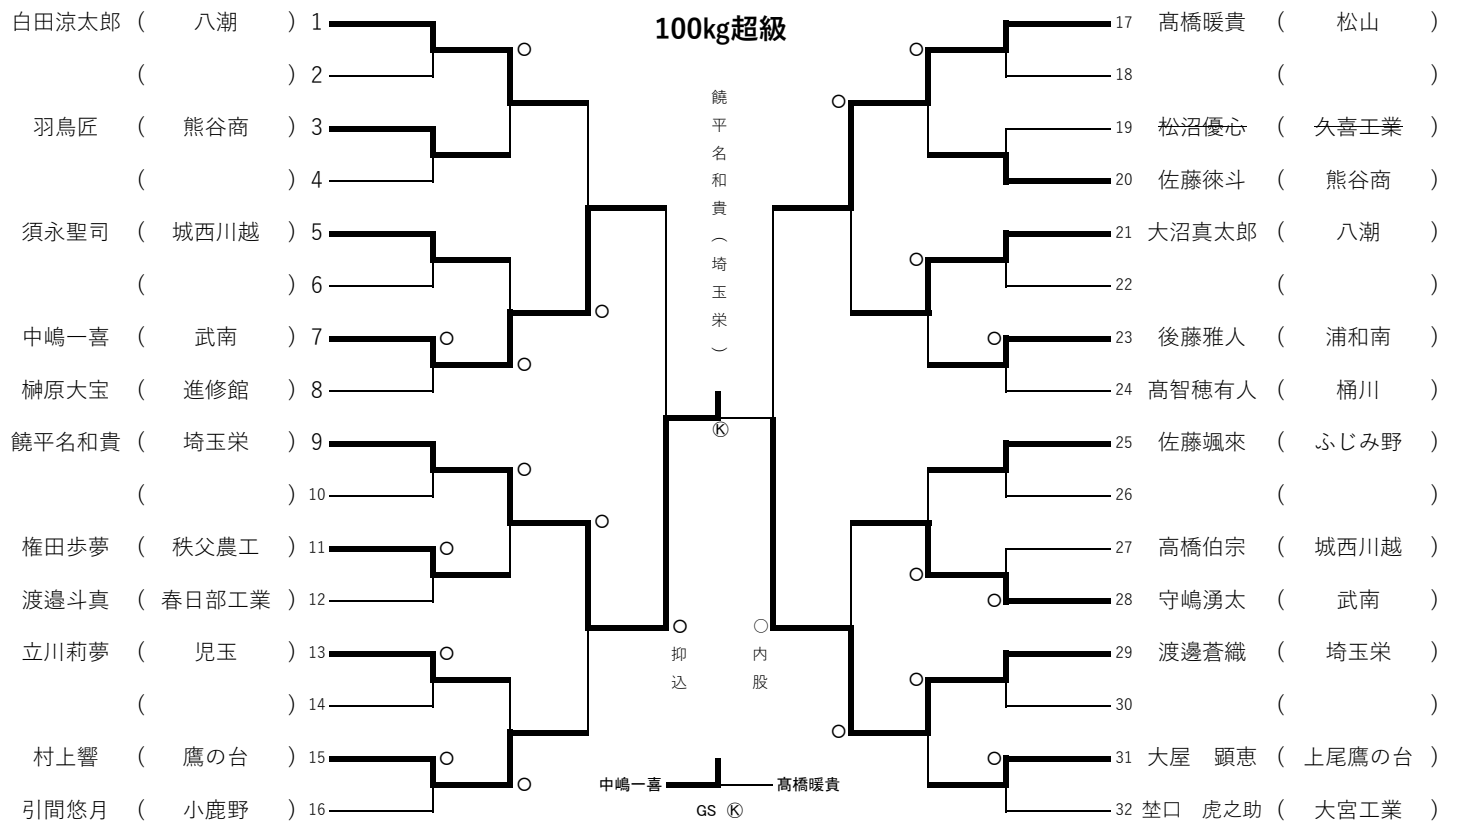 100kg超級
白田涼太郎 ( 八潮 ) 1
( ) 2
羽鳥匠 ( 熊谷商 ) 3
( ) 4
須永聖司 ( 城西川越 ) 5
( ) 6
中嶋一喜 ( 武南 ) 7
榊原大宝 ( 進修館 ) 8
饒平名和貴 ( 埼玉栄 ) 9
( ) 10
権田歩夢 ( 秩父農工 ) 11
渡邉斗真 ( 春日部工業 ) 12
立川莉夢 ( 児玉 ) 13
( ) 14
村上響 ( 鷹の台 ) 15
引間悠月 ( 小鹿野 ) 16
饒平名和貴（埼玉栄）
Ⓚ
○抑込
○内股
中嶋一喜 髙橋暖貴
GS Ⓚ
17 髙橋暖貴 ( 松山 )
18 ( )
19 松沼優心 ( 久喜工業 )
20 佐藤徠斗 ( 熊谷商 )
21 大沼真太郎 ( 八潮 )
22 ( )
23 後藤雅人 ( 浦和南 )
24 髙智穂有人 ( 桶川 )
25 佐藤颯來 ( ふじみ野 )
26 ( )
27 高橋伯宗 ( 城西川越 )
28 守嶋湧太 ( 武南 )
29 渡邊蒼織 ( 埼玉栄 )
30 ( )
31 大屋　顕恵 ( 上尾鷹の台 )
32 埜口　虎之助 ( 大宮工業 )